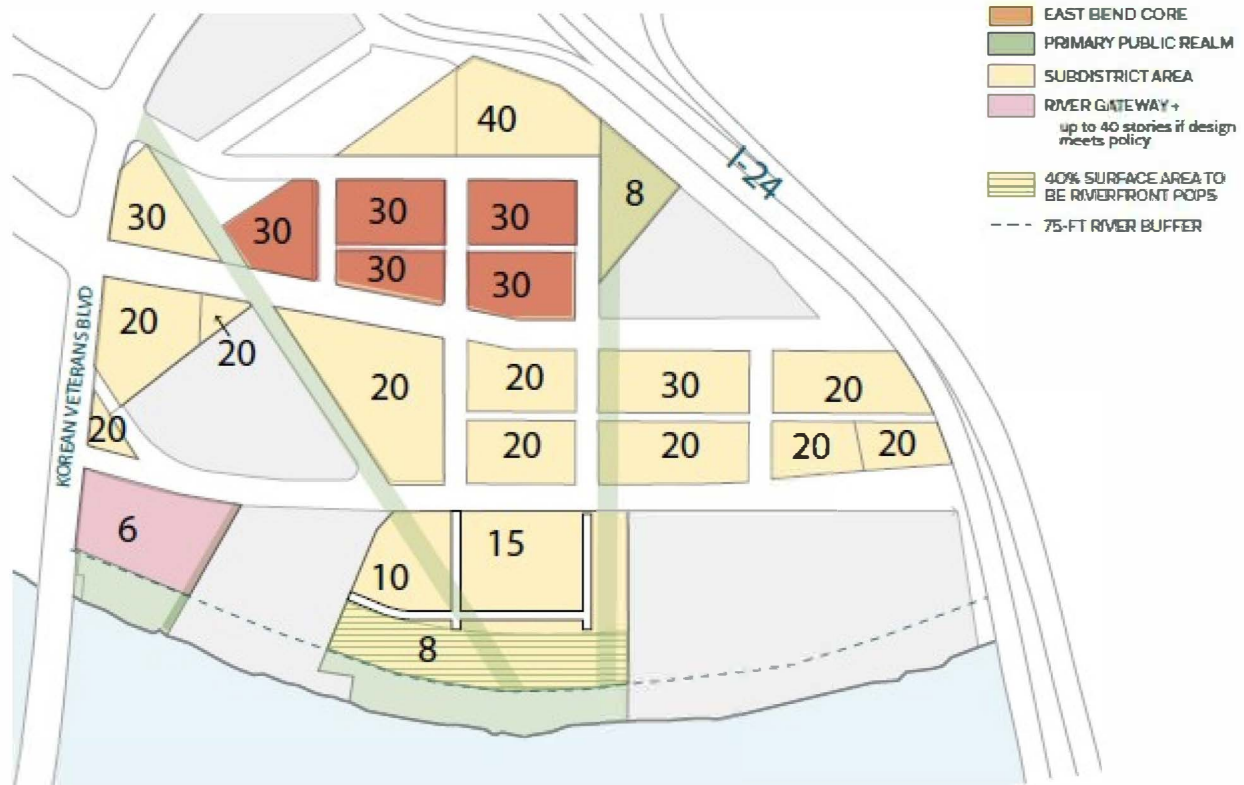 EAST BEND CORE
PRIMARY PUBLIC REALM
SUBDISTRICT AREA
RIVER GATEWAY +
up to 40 stories if design
meets policy
40% SURFACE AREA TO
BE RIVERFRONT POPS
75-FT RIVER BUFFER
40
I-24
8
30
30
30
30
30
30
KOREAN VETERANS BLVD
20
20
20
20
30
20
20
20
20
20
20
20
6
15
10
8